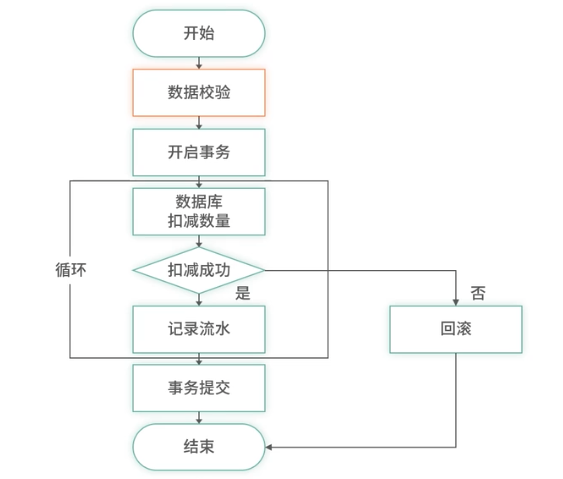 开始
数据校验
开启事务
数据库
扣减数量
循环
扣减成功
是
否
记录流水
回滚
事务提交
结束